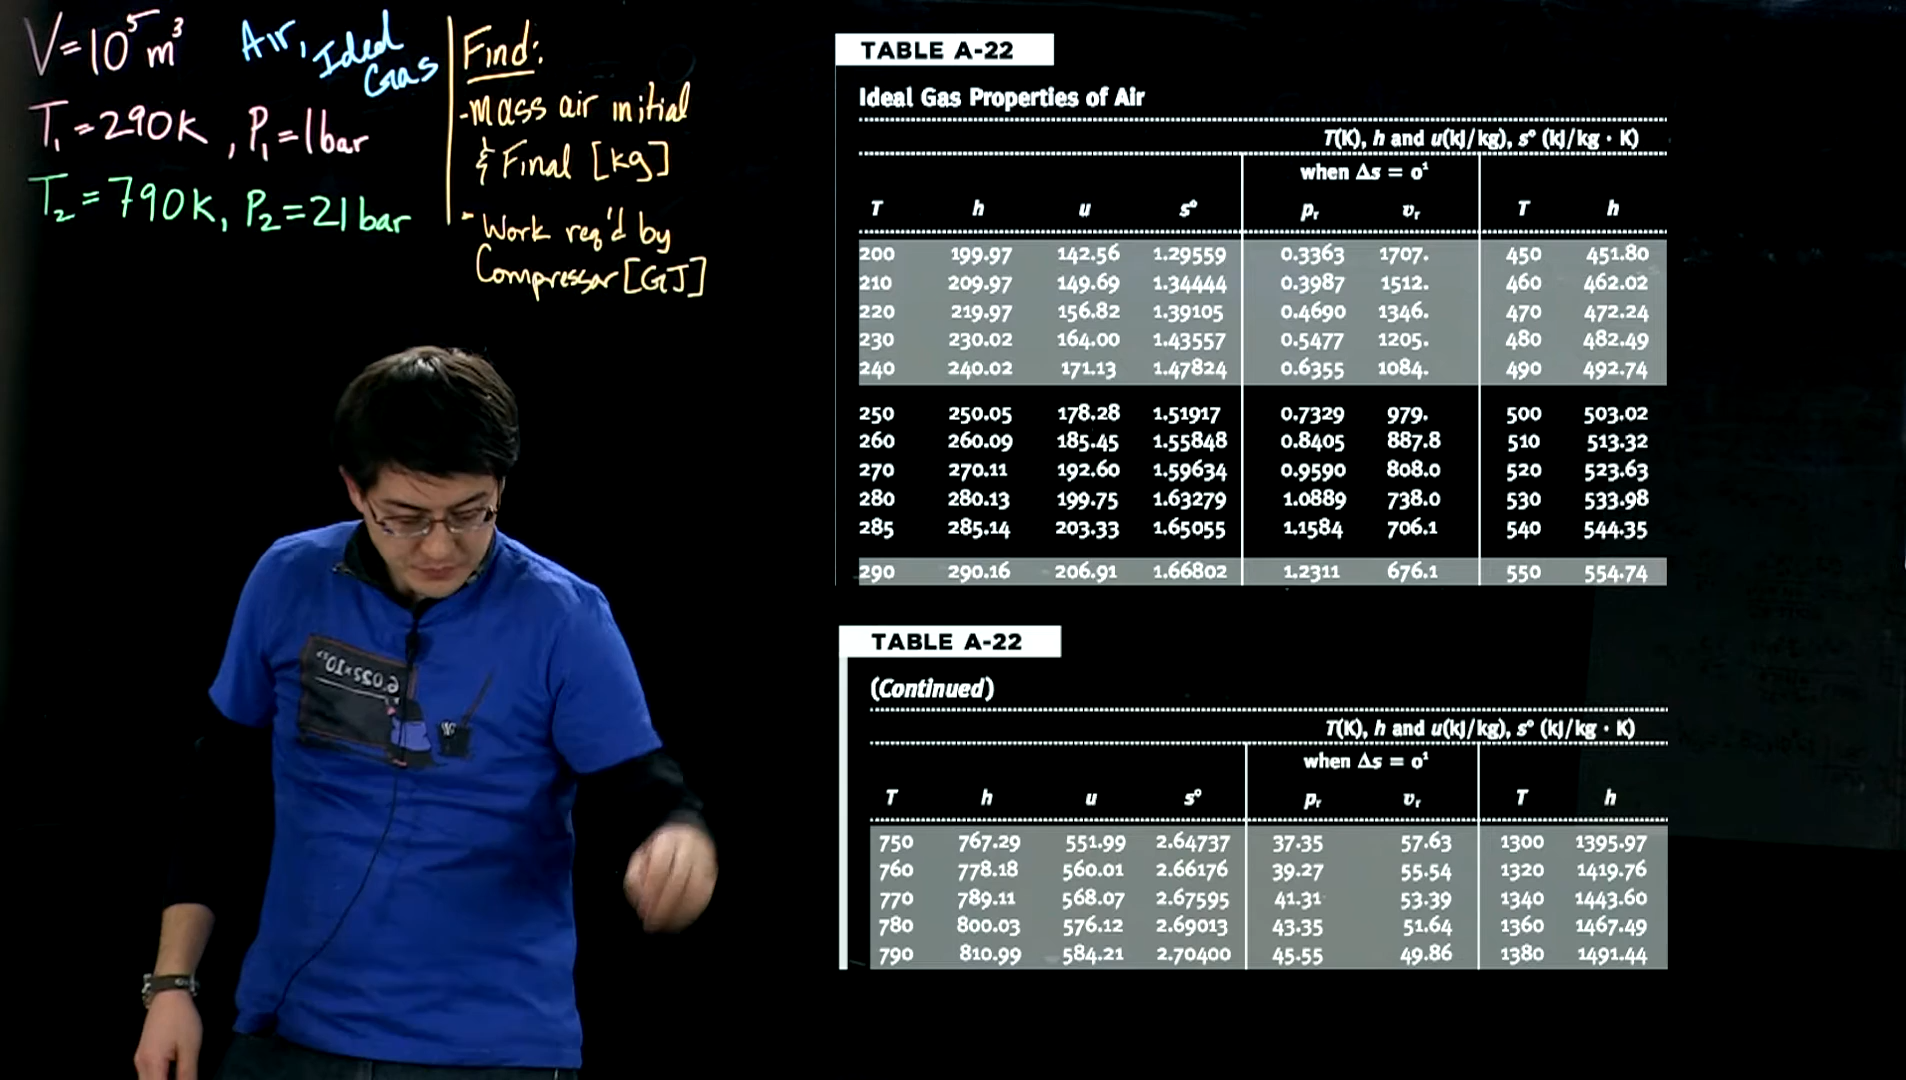 V=10⁵m³ Air, Ideal Gas
T₁=290K, P₁=1bar
T₂=790K, P₂=21bar
Find:
-mass air initial
& Final [kg]
- Work req'd by
Compressor [GJ]
TABLE A-22
Ideal Gas Properties of Air
T(K), h and u(kJ/kg), s° (kJ/kg · K)
when Δs = 0¹
T h u s° pᵣ vᵣ T h
200 199.97 142.56 1.29559 0.3363 1707. 450 451.80
210 209.97 149.69 1.34444 0.3987 1512. 460 462.02
220 219.97 156.82 1.39105 0.4690 1346. 470 472.24
230 230.02 164.00 1.43557 0.5477 1205. 480 482.49
240 240.02 171.13 1.47824 0.6355 1084. 490 492.74
250 250.05 178.28 1.51917 0.7329 979. 500 503.02
260 260.09 185.45 1.55848 0.8405 887.8 510 513.32
270 270.11 192.60 1.59634 0.9590 808.0 520 523.63
280 280.13 199.75 1.63279 1.0889 738.0 530 533.98
285 285.14 203.33 1.65055 1.1584 706.1 540 544.35
290 290.16 206.91 1.66802 1.2311 676.1 550 554.74
TABLE A-22
(Continued)
T(K), h and u(kJ/kg), s° (kJ/kg · K)
when Δs = 0¹
T h u s° pᵣ vᵣ T h
750 767.29 551.99 2.64737 37.35 57.63 1300 1395.97
760 778.18 560.01 2.66176 39.27 55.54 1320 1419.76
770 789.11 568.07 2.67595 41.31 53.39 1340 1443.60
780 800.03 576.12 2.69013 43.35 51.64 1360 1467.49
790 810.99 584.21 2.70400 45.55 49.86 1380 1491.44